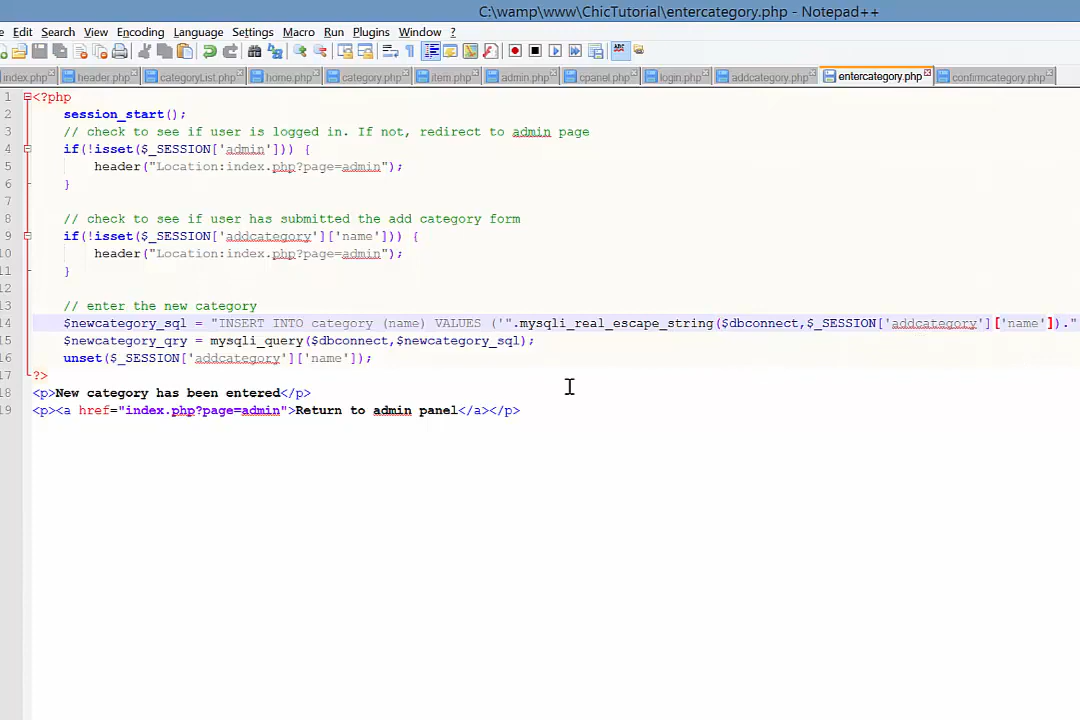 C:\wamp\www\ChicTutorial\entercategory.php - Notepad++
Edit Search View Encoding Language Settings Macro Run Plugins Window ?
index.php header.php categoryList.php home.php category.php item.php admin.php cpanel.php login.php addcategory.php entercategory.php confirmcategory.php
1 <?php
2 session_start();
3 // check to see if user is logged in. If not, redirect to admin page
4 if(!isset($_SESSION['admin'])) {
5 header("Location:index.php?page=admin");
6 }
7
8 // check to see if user has submitted the add category form
9 if(!isset($_SESSION['addcategory']['name'])) {
10 header("Location:index.php?page=admin");
11 }
12
13 // enter the new category
14 $newcategory_sql = "INSERT INTO category (name) VALUES ('".mysqli_real_escape_string($dbconnect,$_SESSION['addcategory']['name'])."
15 $newcategory_qry = mysqli_query($dbconnect,$newcategory_sql);
16 unset($_SESSION['addcategory']['name']);
17 ?>
18 <p>New category has been entered</p>
19 <p><a href="index.php?page=admin">Return to admin panel</a></p>